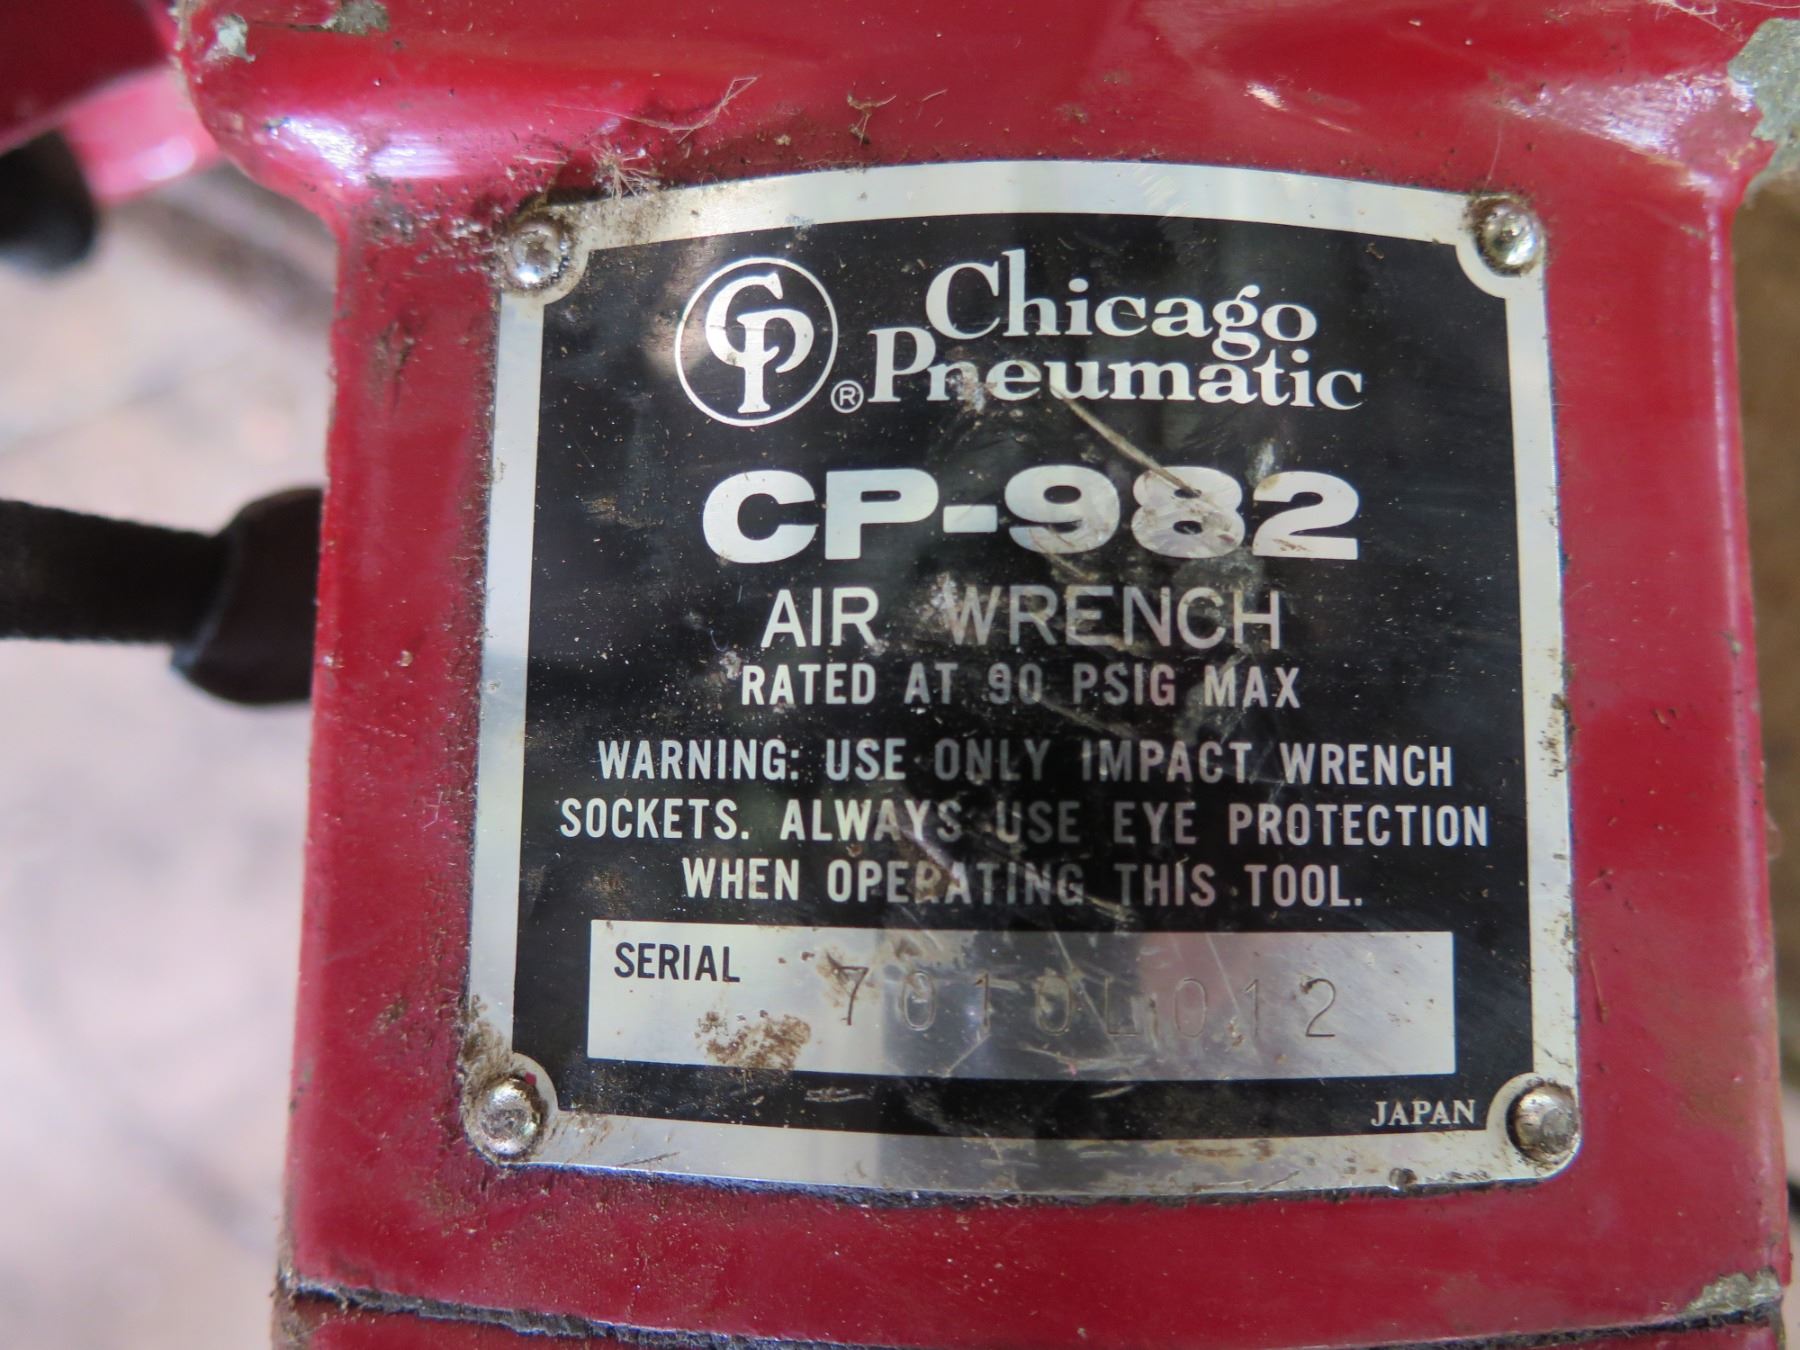 CP
® Chicago
Pneumatic
CP-982
AIR WRENCH
RATED AT 90 PSIG MAX
WARNING: USE ONLY IMPACT WRENCH
SOCKETS. ALWAYS USE EYE PROTECTION
WHEN OPERATING THIS TOOL.
SERIAL 7010L012
JAPAN